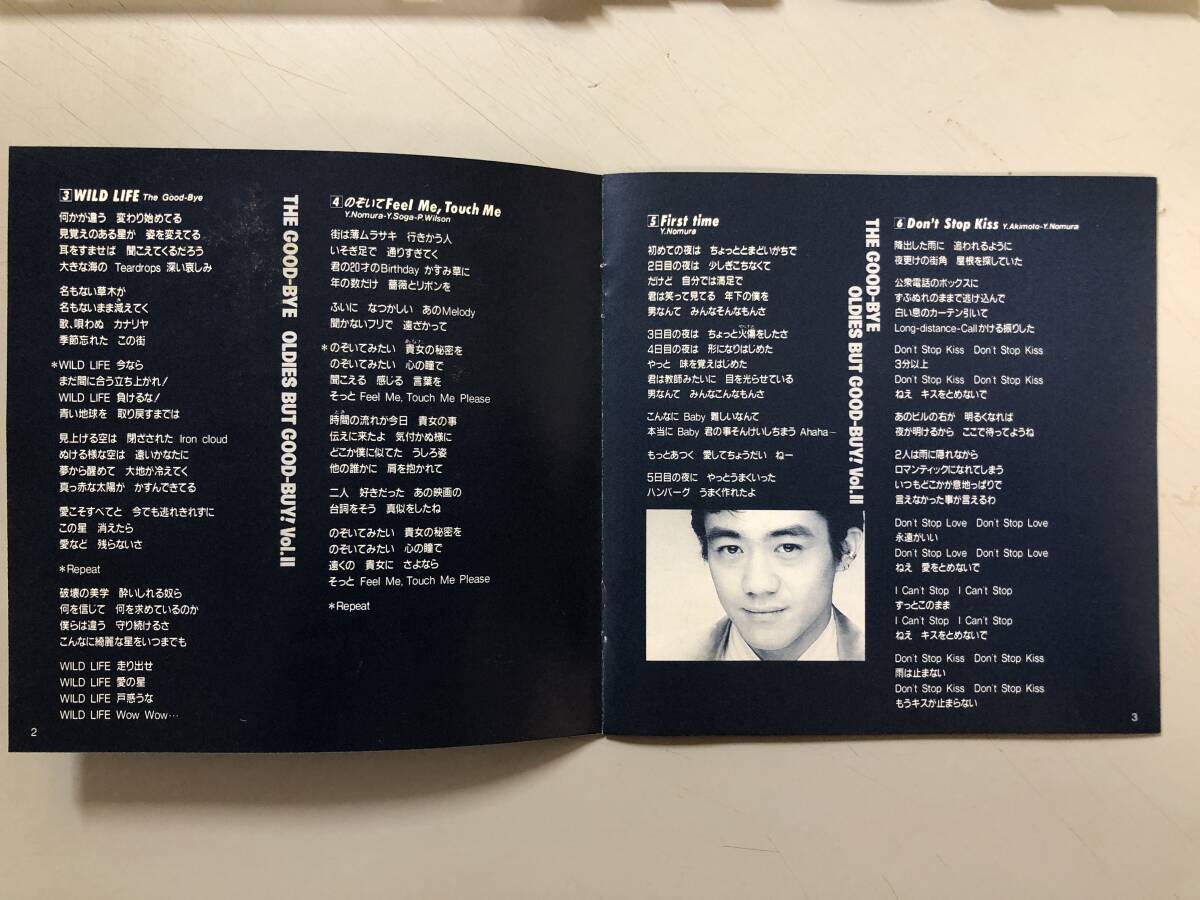 3 WILD LIFE The Good-Bye
何かが違う 変わり始めてる
見覚えのある星が 姿を変えてる
耳をすませば 聞こえてくるだろう
大きな海の Teardrops 深い哀しみ
名もない草木が
名もないまま滅えてく
歌、唄わぬ カナリヤ
季節忘れた この街
*WILD LIFE 今なら
まだ間に合う立ち上がれ!
WILD LIFE 負けるな!
青い地球を 取り戻すまでは
見上げる空は 閉ざされた Iron cloud
ぬける様な空は 遠いかなたに
夢から醒めて 大地が冷えてく
真っ赤な太陽が かすんできてる
愛こそすべてと 今でも逃れきれずに
この星 消えたら
愛など 残らないさ
*Repeat
破壊の美学 酔いしれる奴ら
何を信じて 何を求めているのか
僕らは違う 守り続けるさ
こんなに綺麗な星をいつまでも
WILD LIFE 走り出せ
WILD LIFE 愛の星
WILD LIFE 戸惑うな
WILD LIFE Wow Wow…
2
THE GOOD-BYE OLDIES BUT GOOD-BUY! Vol.II
4 のぞいてFeel Me, Touch Me
Y.Nomura-Y.Soga-P.Wilson
街は薄ムラサキ 行きかう人
いそぎ足で 通りすぎてく
君の20才のBirthday かすみ草に
年の数だけ 薔薇とリボンを
ふいに なつかしい あのMelody
聞かないフリで 遠ざかって
*のぞいてみたい 貴女の秘密を
のぞいてみたい 心の瞳で
聞こえる 感じる 言葉を
そっと Feel Me, Touch Me Please
時間の流れが今日 貴女の事
伝えに来たよ 気付かぬ様に
どこか僕に似てた うしろ姿
他の誰かに 肩を抱かれて
二人 好きだった あの映画の
台詞をそう 真似をしたね
のぞいてみたい 貴女の秘密を
のぞいてみたい 心の瞳で
遠くの 貴女に さよなら
そっと Feel Me, Touch Me Please
*Repeat
5 First time
Y.Nomura
初めての夜は ちょっととまどいがちで
2日目の夜は 少しぎこちなくて
だけど 自分では満足で
君は笑って見てる 年下の僕を
男なんて みんなそんなもんさ
3日目の夜は ちょっと火傷をしたさ
4日目の夜は 形になりはじめた
やっと 味を覚えはじめた
君は教師みたいに 目を光らせている
男なんて みんなこんなもんさ
こんなに Baby 難しいなんて
本当に Baby 君の事そんけいしちまう Ahaha~
もっとあつく 愛してちょうだい ねー
5日目の夜に やっとうまくいった
ハンバーグ うまく作れたよ
THE GOOD-BYE
OLDIES BUT GOOD-BUY! Vol.II
6 Don't Stop Kiss Y.Akimoto-Y.Nomura
降出した雨に 追われるように
夜更けの街角 屋根を探していた
公衆電話のボックスに
ずぶぬれのままで逃げ込んで
白い息のカーテン引いて
Long-distance-Callかける振りした
Don't Stop Kiss Don't Stop Kiss
3分以上
Don't Stop Kiss Don't Stop Kiss
ねえ キスをとめないで
あのビルの右が 明るくなれば
夜が明けるから ここで待ってようね
2人は雨に隠れながら
ロマンティックになれてしまう
いつもどこかが意地っぱりで
言えなかった事が言えるわ
Don't Stop Love Don't Stop Love
永遠がいい
Don't Stop Love Don't Stop Love
ねえ 愛をとめないで
I Can't Stop I Can't Stop
ずっとこのまま
I Can't Stop I Can't Stop
ねえ キスをとめないで
Don't Stop Kiss Don't Stop Kiss
雨は止まない
Don't Stop Kiss Don't Stop Kiss
もうキスが止まらない
3